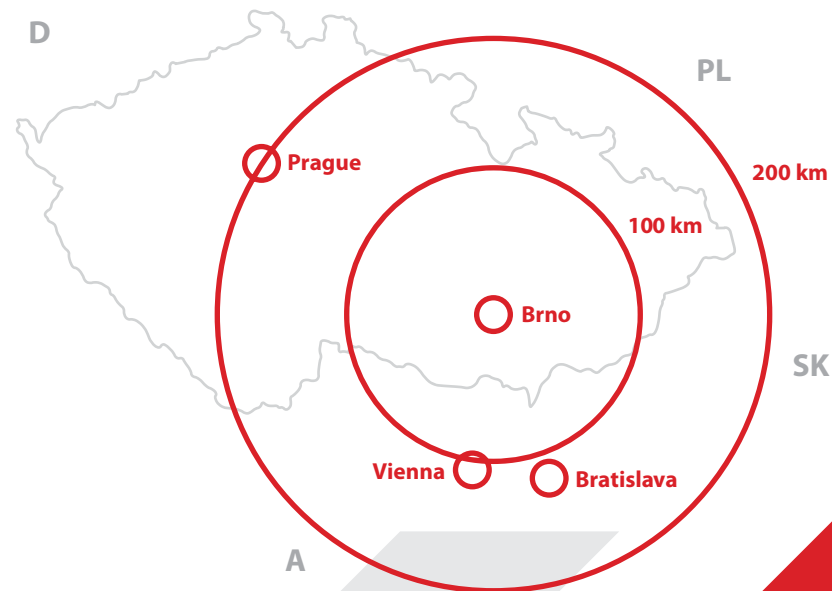 D
PL
Prague
200 km
100 km
Brno
SK
Vienna
Bratislava
A